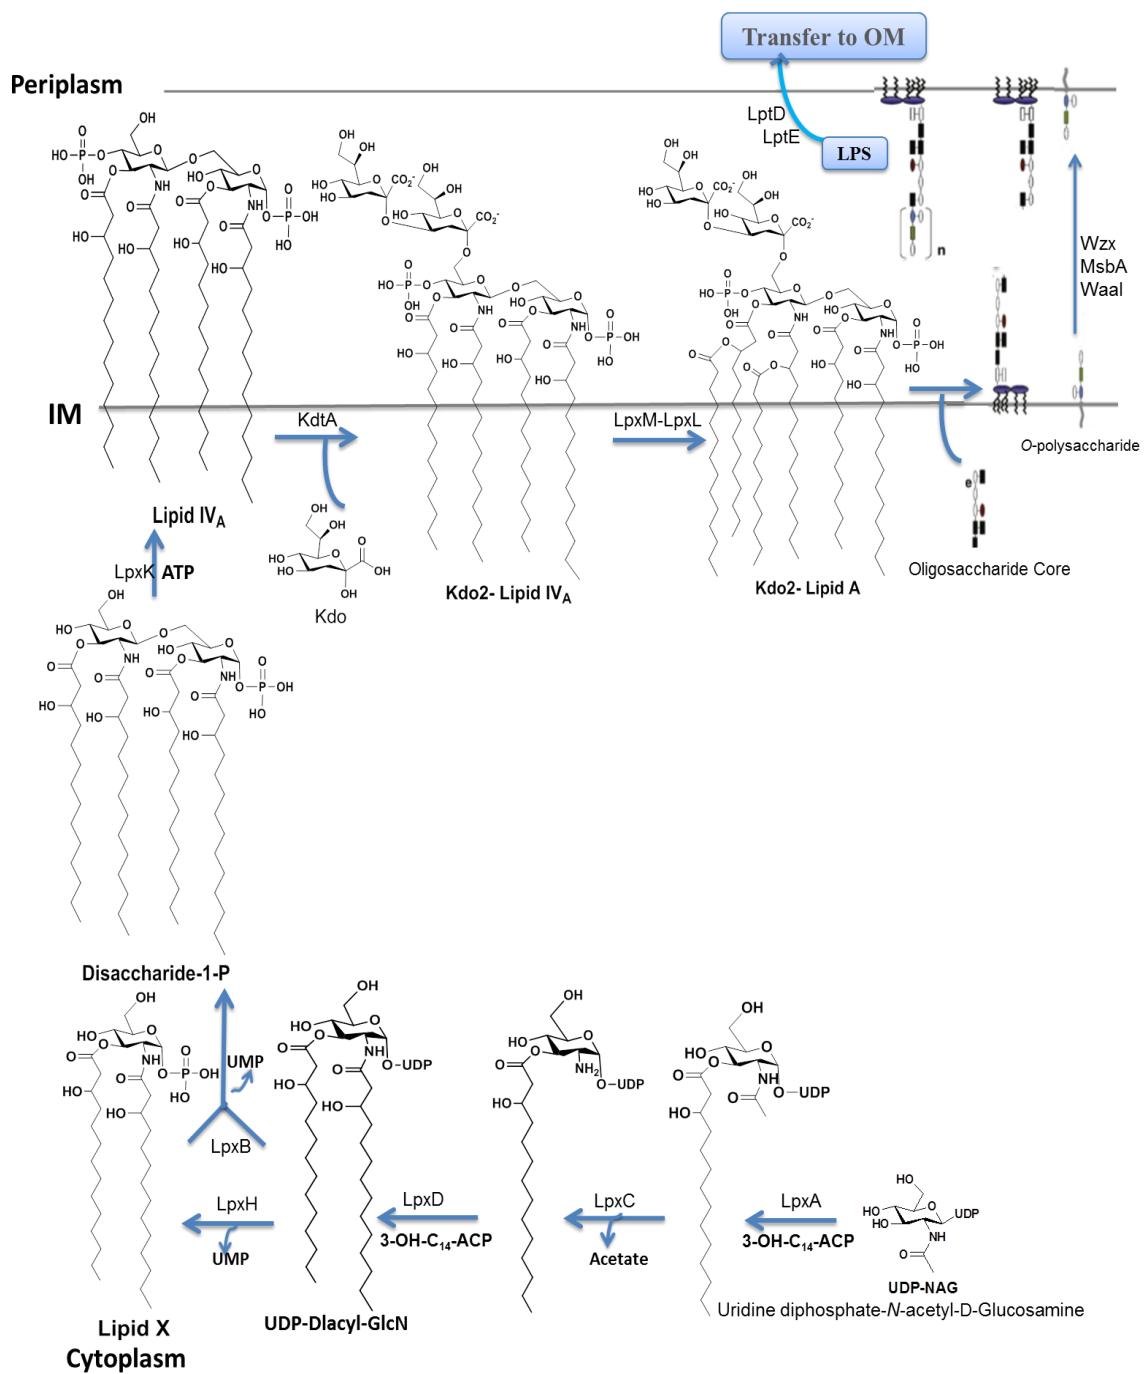 Transfer to OM
Periplasm
LptD
LptE
LPS
n
Wzx
MsbA
Waal
IM
KdtA
LpxM-LpxL
O-polysaccharide
e
Lipid IVA
LpxK ATP
Kdo
Kdo2- Lipid IVA
Kdo2- Lipid A
Oligosaccharide Core
Disaccharide-1-P
UMP
LpxB
LpxH
UMP
LpxD
3-OH-C14-ACP
LpxC
Acetate
LpxA
3-OH-C14-ACP
UDP-NAG
Uridine diphosphate-N-acetyl-D-Glucosamine
UDP-Dlacyl-GlcN
Lipid X
Cytoplasm